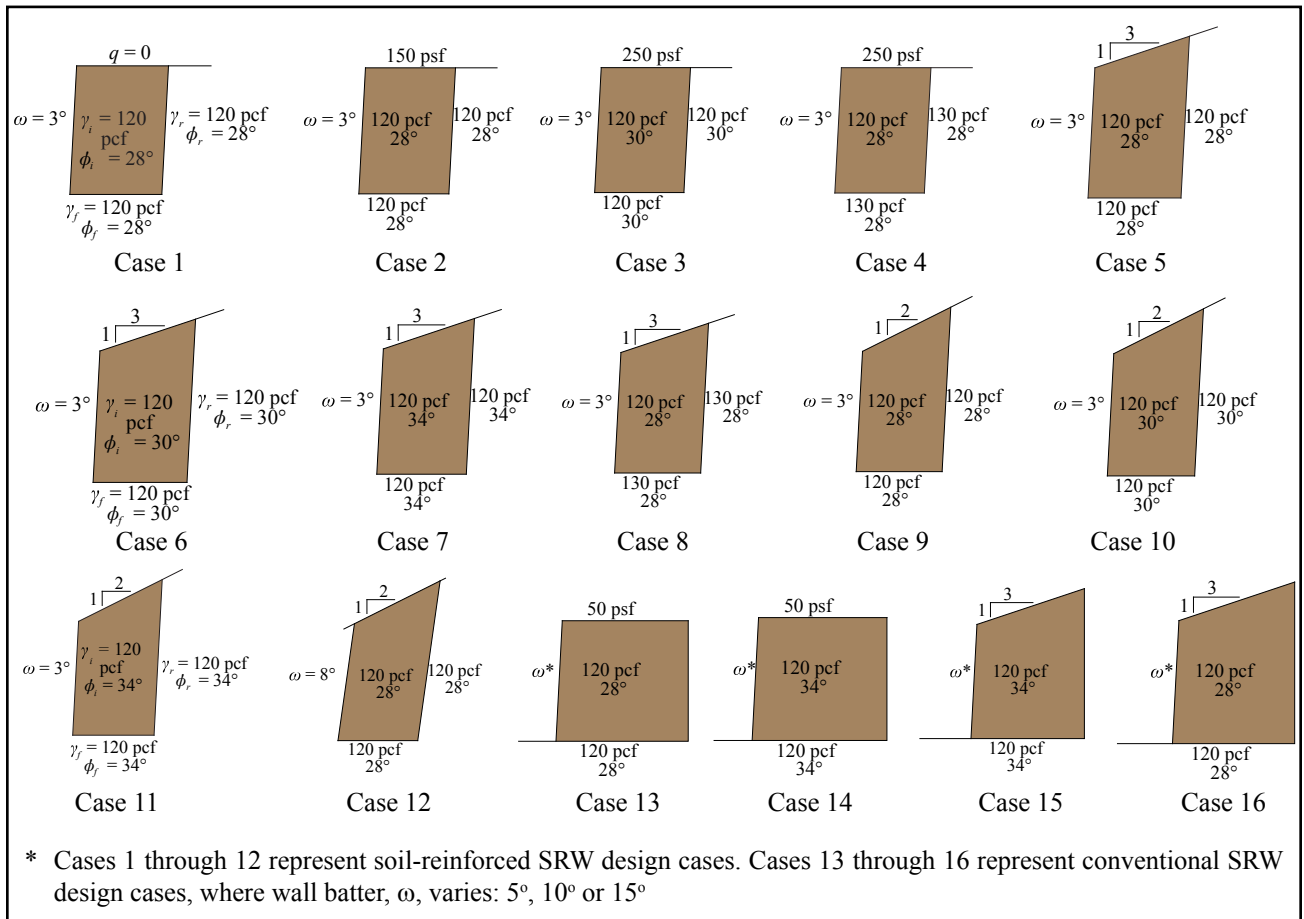 q = 0
ω = 3°
γi = 120
pcf
ϕi = 28°
γr = 120 pcf
ϕr = 28°
γf = 120 pcf
ϕf = 28°
Case 1
150 psf
ω = 3°
120 pcf
28°
120 pcf
28°
120 pcf
28°
Case 2
250 psf
ω = 3°
120 pcf
30°
120 pcf
30°
120 pcf
30°
Case 3
250 psf
ω = 3°
120 pcf
28°
130 pcf
28°
130 pcf
28°
Case 4
3
1
ω = 3°
120 pcf
28°
120 pcf
28°
120 pcf
28°
Case 5
3
1
ω = 3°
γi = 120
pcf
ϕi = 30°
γr = 120 pcf
ϕr = 30°
γf = 120 pcf
ϕf = 30°
Case 6
3
1
ω = 3°
120 pcf
34°
120 pcf
34°
120 pcf
34°
Case 7
3
1
ω = 3°
120 pcf
28°
130 pcf
28°
130 pcf
28°
Case 8
2
1
ω = 3°
120 pcf
28°
120 pcf
28°
120 pcf
28°
Case 9
2
1
ω = 3°
120 pcf
30°
120 pcf
30°
120 pcf
30°
Case 10
2
1
ω = 3°
γi = 120
pcf
ϕi = 34°
γr = 120 pcf
ϕr = 34°
γf = 120 pcf
ϕf = 34°
Case 11
2
1
ω = 8°
120 pcf
28°
120 pcf
28°
120 pcf
28°
Case 12
50 psf
ω*
120 pcf
28°
120 pcf
28°
Case 13
50 psf
ω*
120 pcf
34°
120 pcf
34°
Case 14
3
1
ω*
120 pcf
34°
120 pcf
34°
Case 15
3
1
ω*
120 pcf
28°
120 pcf
28°
Case 16
* Cases 1 through 12 represent soil-reinforced SRW design cases. Cases 13 through 16 represent conventional SRW
design cases, where wall batter, ω, varies: 5º, 10º or 15º